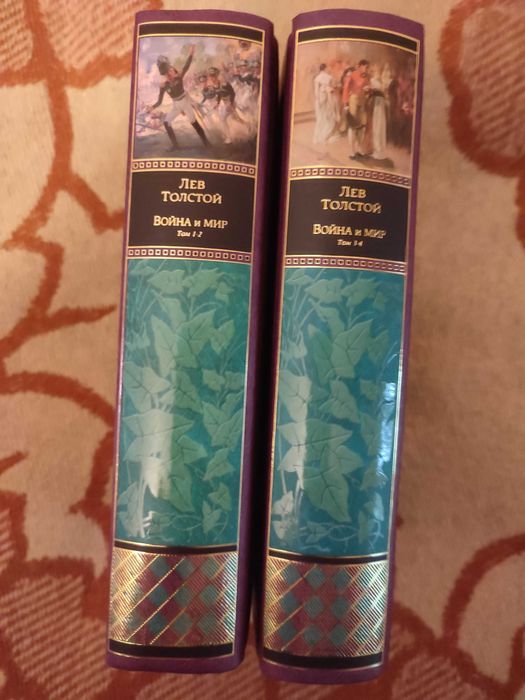 ЛЕВ
ТОЛСТОЙ
ВОЙНА И МИР
Том 1-2
ЛЕВ
ТОЛСТОЙ
ВОЙНА И МИР
Том 3-4